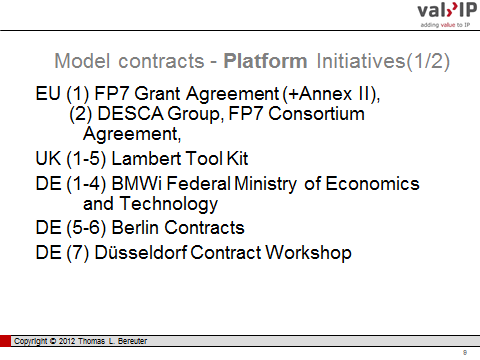 val>>IP
adding value to IP
Model contracts - Platform Initiatives(1/2)
EU (1) FP7 Grant Agreement (+Annex II),
(2) DESCA Group, FP7 Consortium
Agreement,
UK (1-5) Lambert Tool Kit
DE (1-4) BMWi Federal Ministry of Economics
and Technology
DE (5-6) Berlin Contracts
DE (7) Düsseldorf Contract Workshop
Copyright © 2012 Thomas L. Bereuter
9